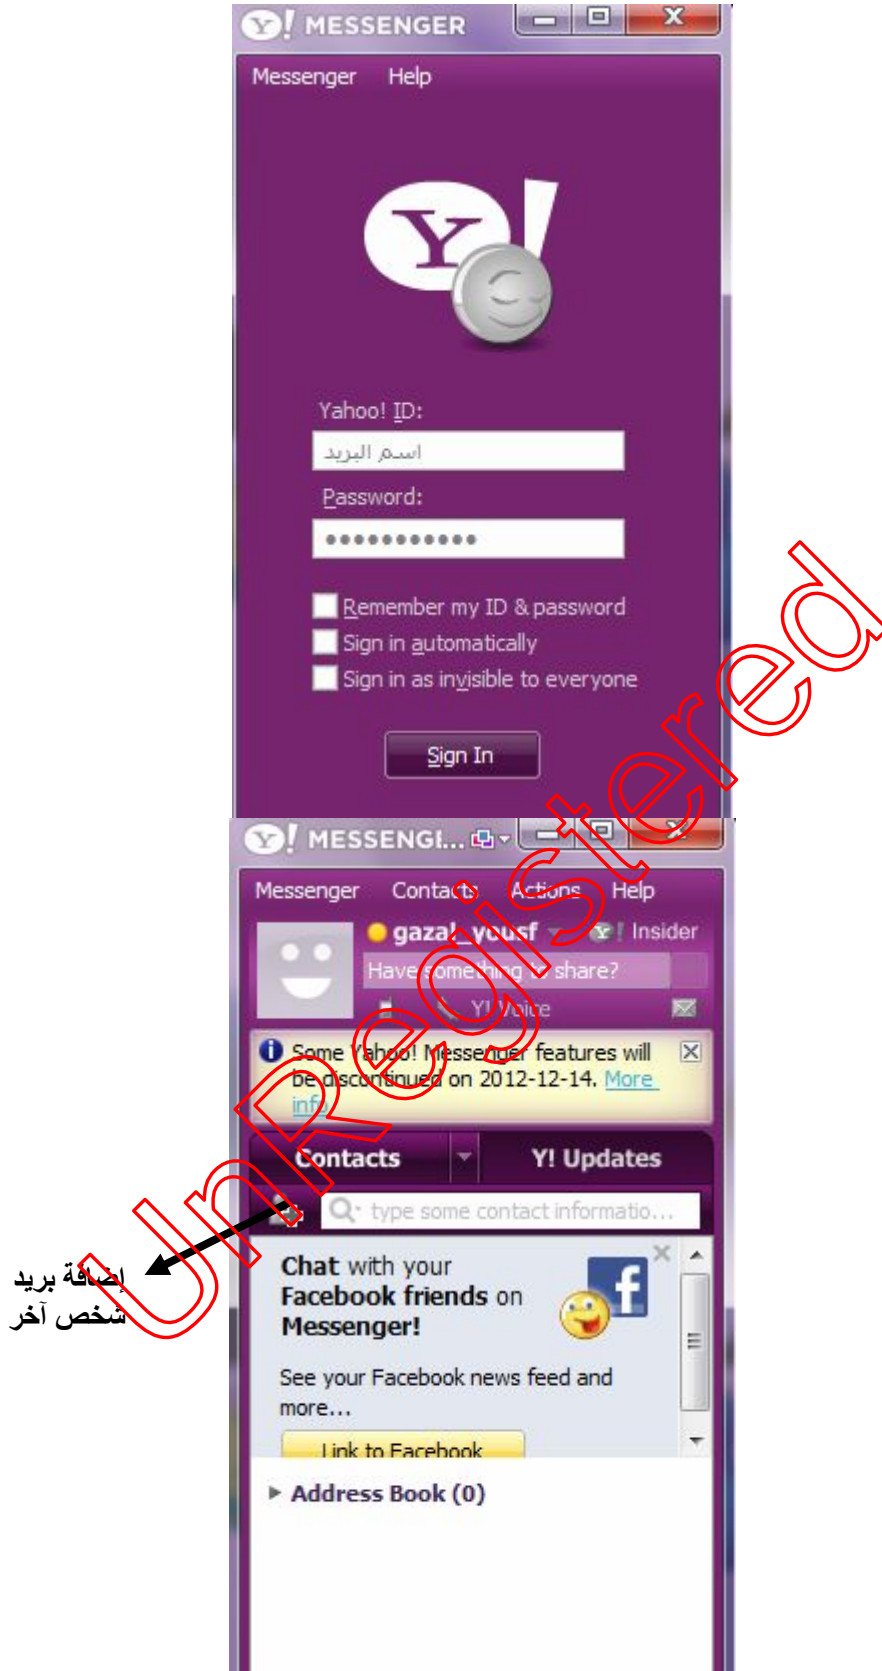 Y! MESSENGER
Messenger Help
Y!
Yahoo! ID:
اسم البريد
Password:
Remember my ID & password
Sign in automatically
Sign in as invisible to everyone
Sign In
Y! MESSENGE...
Messenger Contacts Actions Help
gazal_yousf Y! Insider
Have something to share?
Y! Voice
Some Yahoo! Messenger features will
be discontinued on 2012-12-14. More
info
Contacts Y! Updates
type some contact informatio...
Chat with your
Facebook friends on
Messenger!
See your Facebook news feed and
more...
Link to Facebook
Address Book (0)
إضافة بريد
شخص آخر
UnRegistered